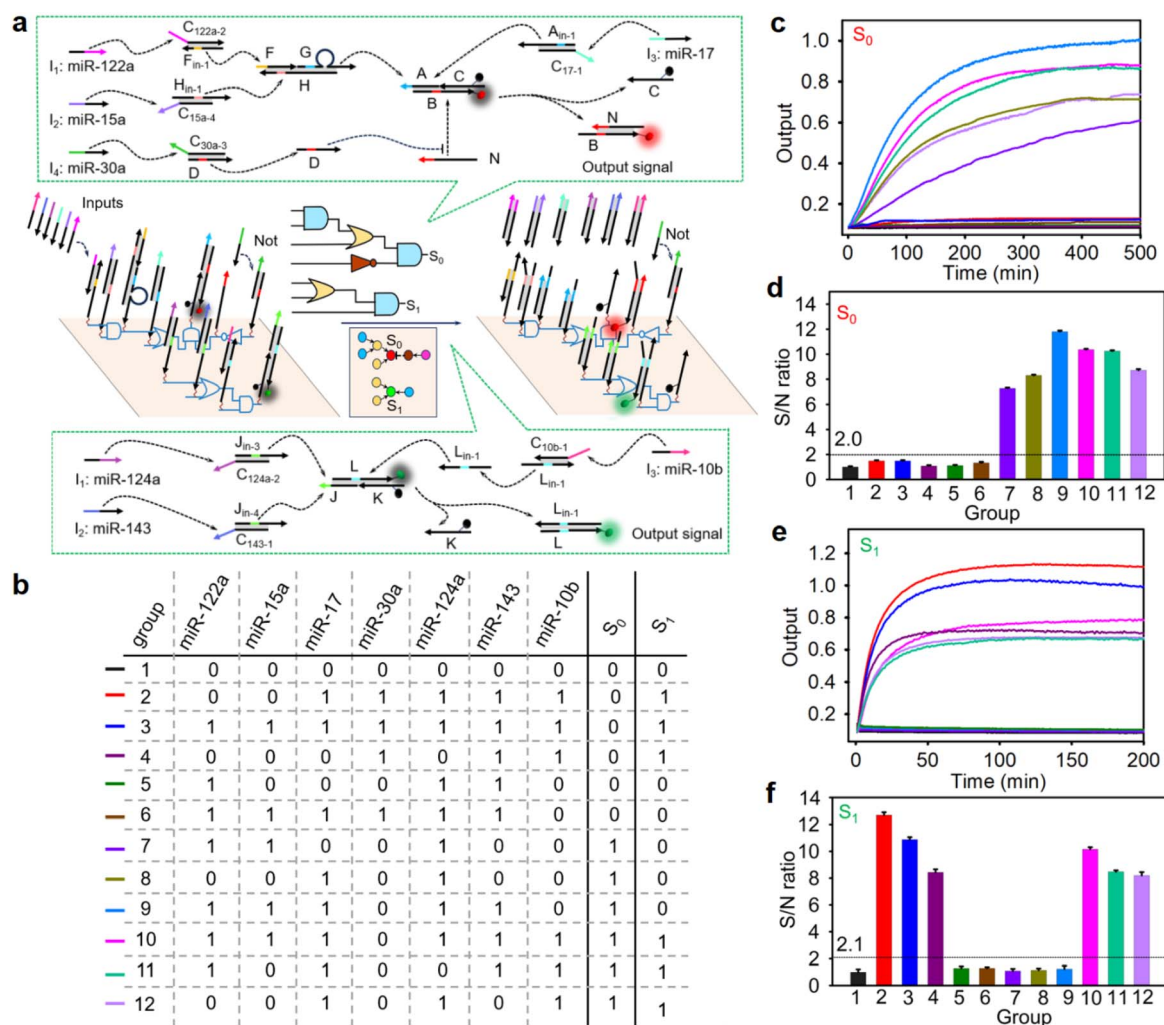 a
C122a-2
I1: miR-122a
Fin-1
F
G
H
Hin-1
I2: miR-15a
C15a-4
C30a-3
I4: miR-30a
D
D
A
C
B
N
Ain-1
I3: miR-17
C17-1
C
N
B
Output signal
Inputs
Not
S0
S1
S0
S1
Not
Jin-3
I1: miR-124a
C124a-2
Jin-4
I2: miR-143
C143-1
L
J
K
Lin-1
C10b-1
Lin-1
I3: miR-10b
K
Lin-1
L
Output signal
b
group miR-122a miR-15a miR-17 miR-30a miR-124a miR-143 miR-10b S0 S1
1 0 0 0 0 0 0 0 0 0
2 0 0 1 1 1 1 1 0 1
3 1 1 1 1 1 1 1 0 1
4 0 0 0 1 0 1 1 0 1
5 1 0 0 0 1 1 0 0 0
6 1 1 1 1 1 1 0 0 0
7 1 1 0 0 0 0 0 1 0
8 0 0 1 0 0 0 0 1 0
9 1 1 1 0 1 1 0 1 0
10 1 1 1 0 1 1 1 1 1
11 1 0 1 0 0 1 1 1 1
12 0 0 1 0 1 0 1 1 1
c
S0
Output
1.0
0.8
0.6
0.4
0.2
0 100 200 300 400 500
Time (min)
d
S0
S/N ratio
14
12
10
8
6
4
2
0
2.0
1 2 3 4 5 6 7 8 9 10 11 12
Group
e
S1
Output
1.2
1.0
0.8
0.6
0.4
0.2
0 50 100 150 200
Time (min)
f
S1
S/N ratio
14
12
10
8
6
4
2
0
2.1
1 2 3 4 5 6 7 8 9 10 11 12
Group